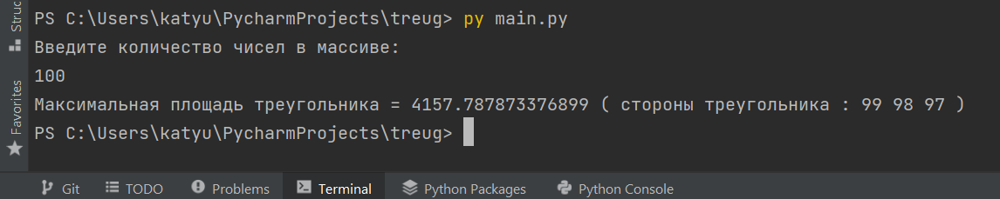 Struc
PS C:\Users\katyu\PycharmProjects\treug> py main.py
Введите количество чисел в массиве:
100
Максимальная площадь треугольника = 4157.787873376899 ( стороны треугольника : 99 98 97 )
PS C:\Users\katyu\PycharmProjects\treug>
Favorites
Git TODO Problems Terminal Python Packages Python Console